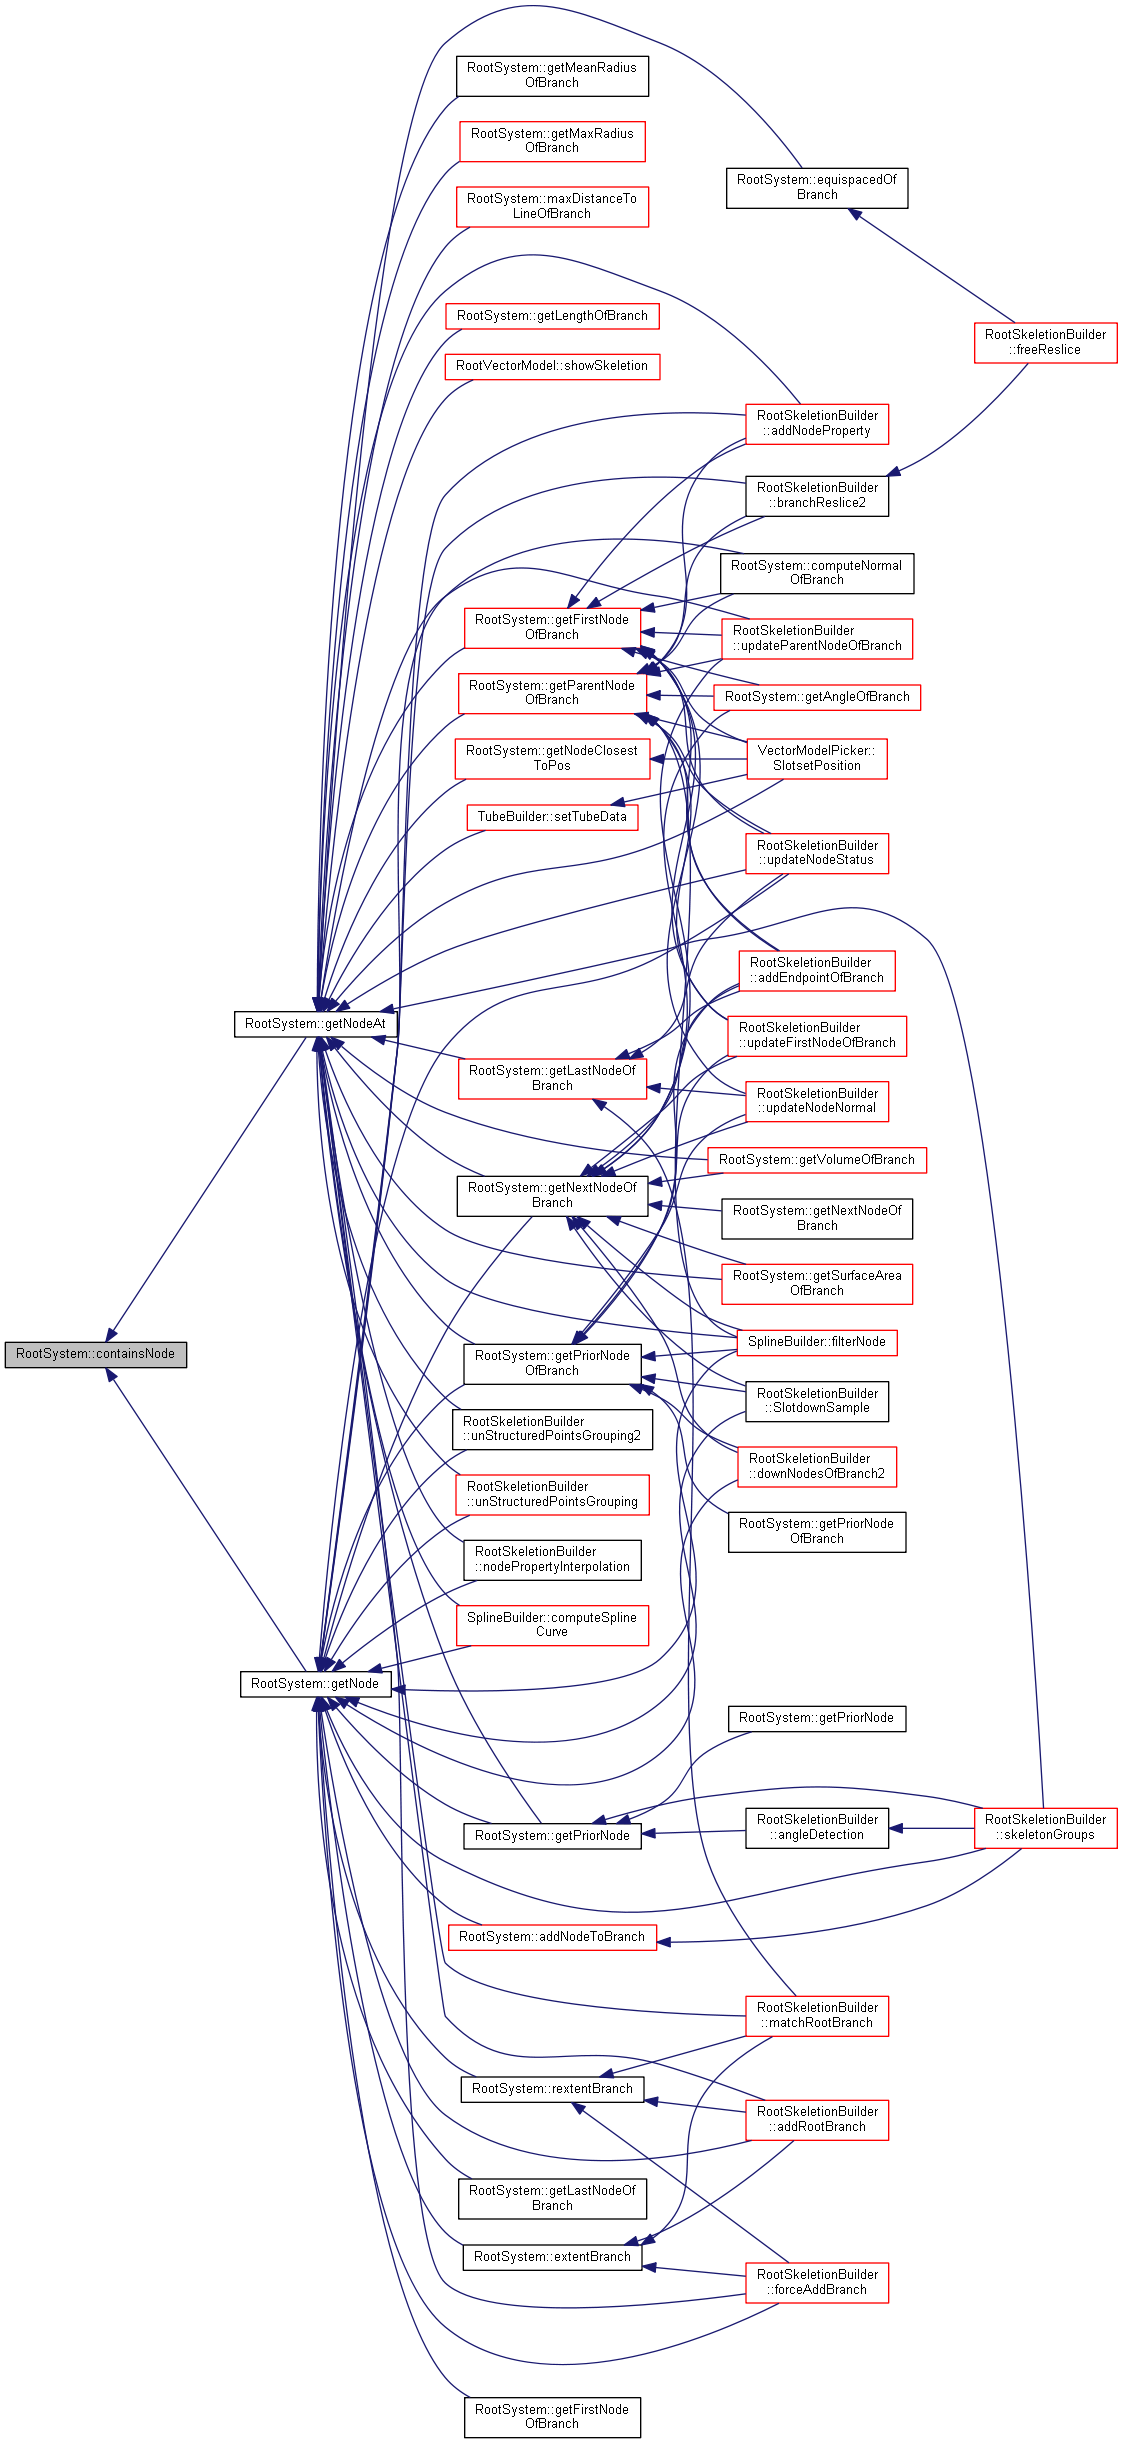 RootSystem::getMeanRadius
OfBranch
RootSystem::getMaxRadius
OfBranch
RootSystem::equispacedOf
Branch
RootSystem::maxDistanceTo
LineOfBranch
RootSystem::getLengthOfBranch
RootSkeletionBuilder
::freeReslice
RootVectorModel::showSkeletion
RootSkeletionBuilder
::addNodeProperty
RootSkeletionBuilder
::branchReslice2
RootSystem::computeNormal
OfBranch
RootSystem::getFirstNode
OfBranch
RootSkeletionBuilder
::updateParentNodeOfBranch
RootSystem::getParentNode
OfBranch
RootSystem::getAngleOfBranch
RootSystem::getNodeClosest
ToPos
VectorModelPicker::
SlotsetPosition
TubeBuilder::setTubeData
RootSkeletionBuilder
::updateNodeStatus
RootSkeletionBuilder
::addEndpointOfBranch
RootSystem::getNodeAt
RootSkeletionBuilder
::updateFirstNodeOfBranch
RootSystem::getLastNodeOf
Branch
RootSkeletionBuilder
::updateNodeNormal
RootSystem::getVolumeOfBranch
RootSystem::getNextNodeOf
Branch
RootSystem::getNextNodeOf
Branch
RootSystem::getSurfaceArea
OfBranch
RootSystem::containsNode
SplineBuilder::filterNode
RootSystem::getPriorNode
OfBranch
RootSkeletionBuilder
::SlotdownSample
RootSkeletionBuilder
::unStructuredPointsGrouping2
RootSkeletionBuilder
::downNodesOfBranch2
RootSkeletionBuilder
::unStructuredPointsGrouping
RootSystem::getPriorNode
OfBranch
RootSkeletionBuilder
::nodePropertyInterpolation
SplineBuilder::computeSpline
Curve
RootSystem::getNode
RootSystem::getPriorNode
RootSystem::getPriorNode
RootSkeletionBuilder
::angleDetection
RootSkeletionBuilder
::skeletonGroups
RootSystem::addNodeToBranch
RootSkeletionBuilder
::matchRootBranch
RootSystem::rextentBranch
RootSkeletionBuilder
::addRootBranch
RootSystem::getLastNodeOf
Branch
RootSystem::extentBranch
RootSkeletionBuilder
::forceAddBranch
RootSystem::getFirstNode
OfBranch